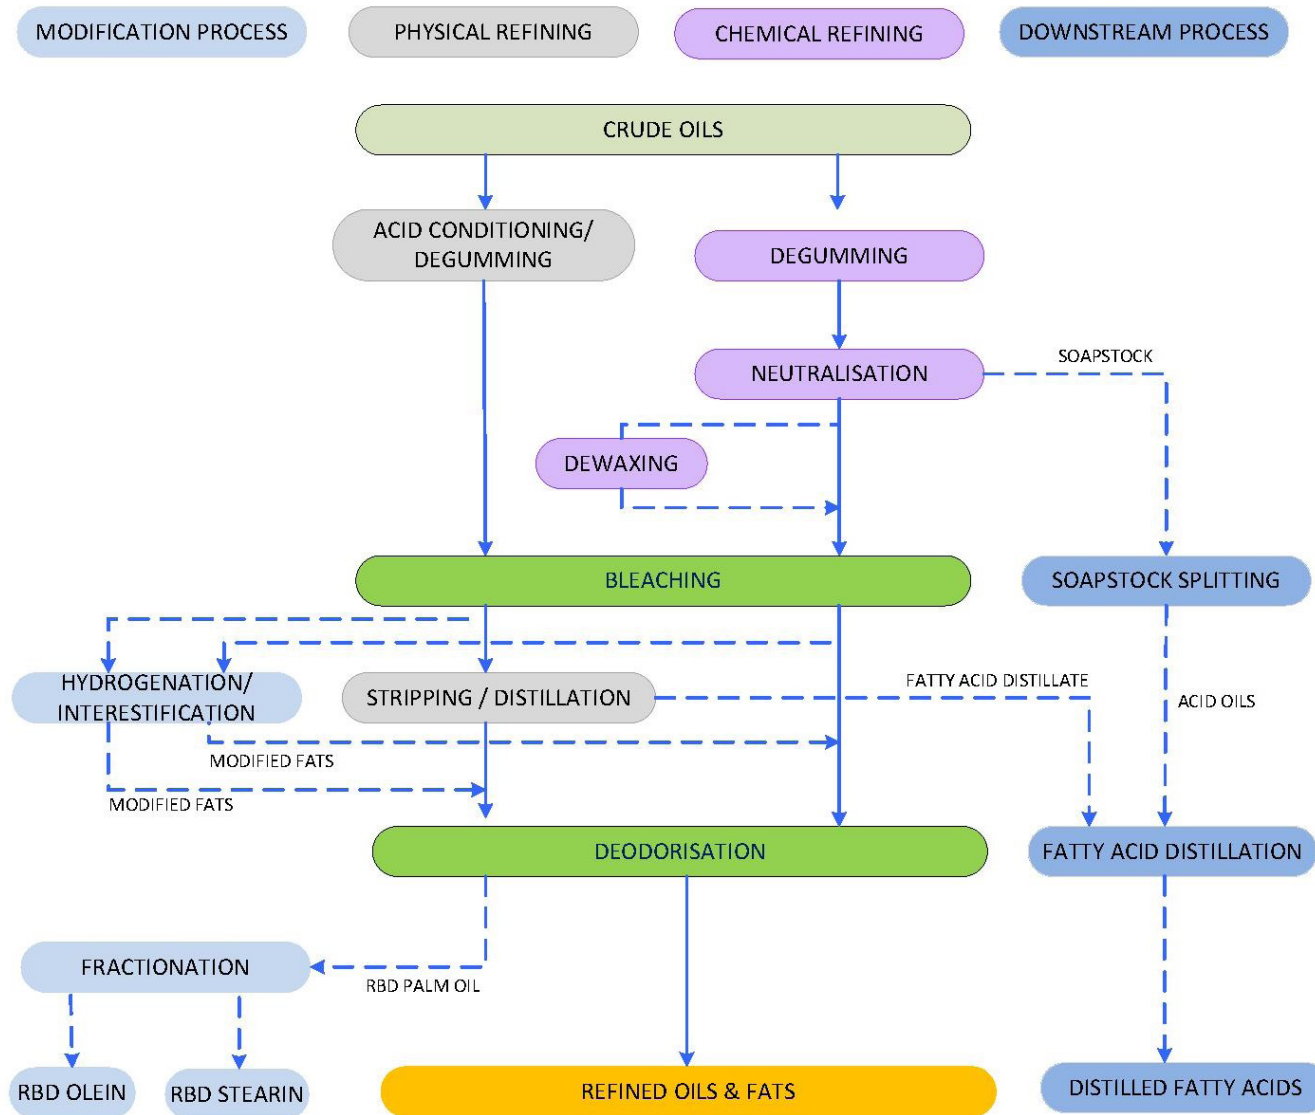 MODIFICATION PROCESS
PHYSICAL REFINING
CHEMICAL REFINING
DOWNSTREAM PROCESS
CRUDE OILS
ACID CONDITIONING/
DEGUMMING
DEGUMMING
SOAPSTOCK
NEUTRALISATION
DEWAXING
BLEACHING
SOAPSTOCK SPLITTING
HYDROGENATION/
INTERESTIFICATION
STRIPPING / DISTILLATION
FATTY ACID DISTILLATE
ACID OILS
MODIFIED FATS
MODIFIED FATS
DEODORISATION
FATTY ACID DISTILLATION
FRACTIONATION
RBD PALM OIL
RBD OLEIN
RBD STEARIN
REFINED OILS & FATS
DISTILLED FATTY ACIDS